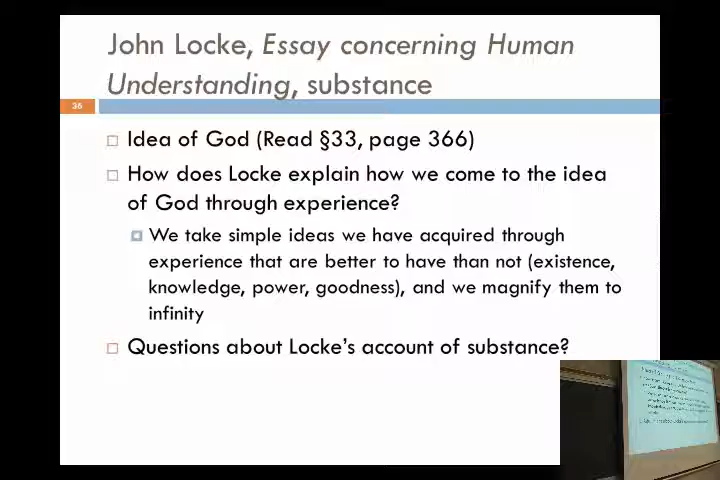 John Locke, Essay concerning Human
Understanding, substance
36
Idea of God (Read §33, page 366)
How does Locke explain how we come to the idea
of God through experience?
We take simple ideas we have acquired through
experience that are better to have than not (existence,
knowledge, power, goodness), and we magnify them to
infinity
Questions about Locke's account of substance?